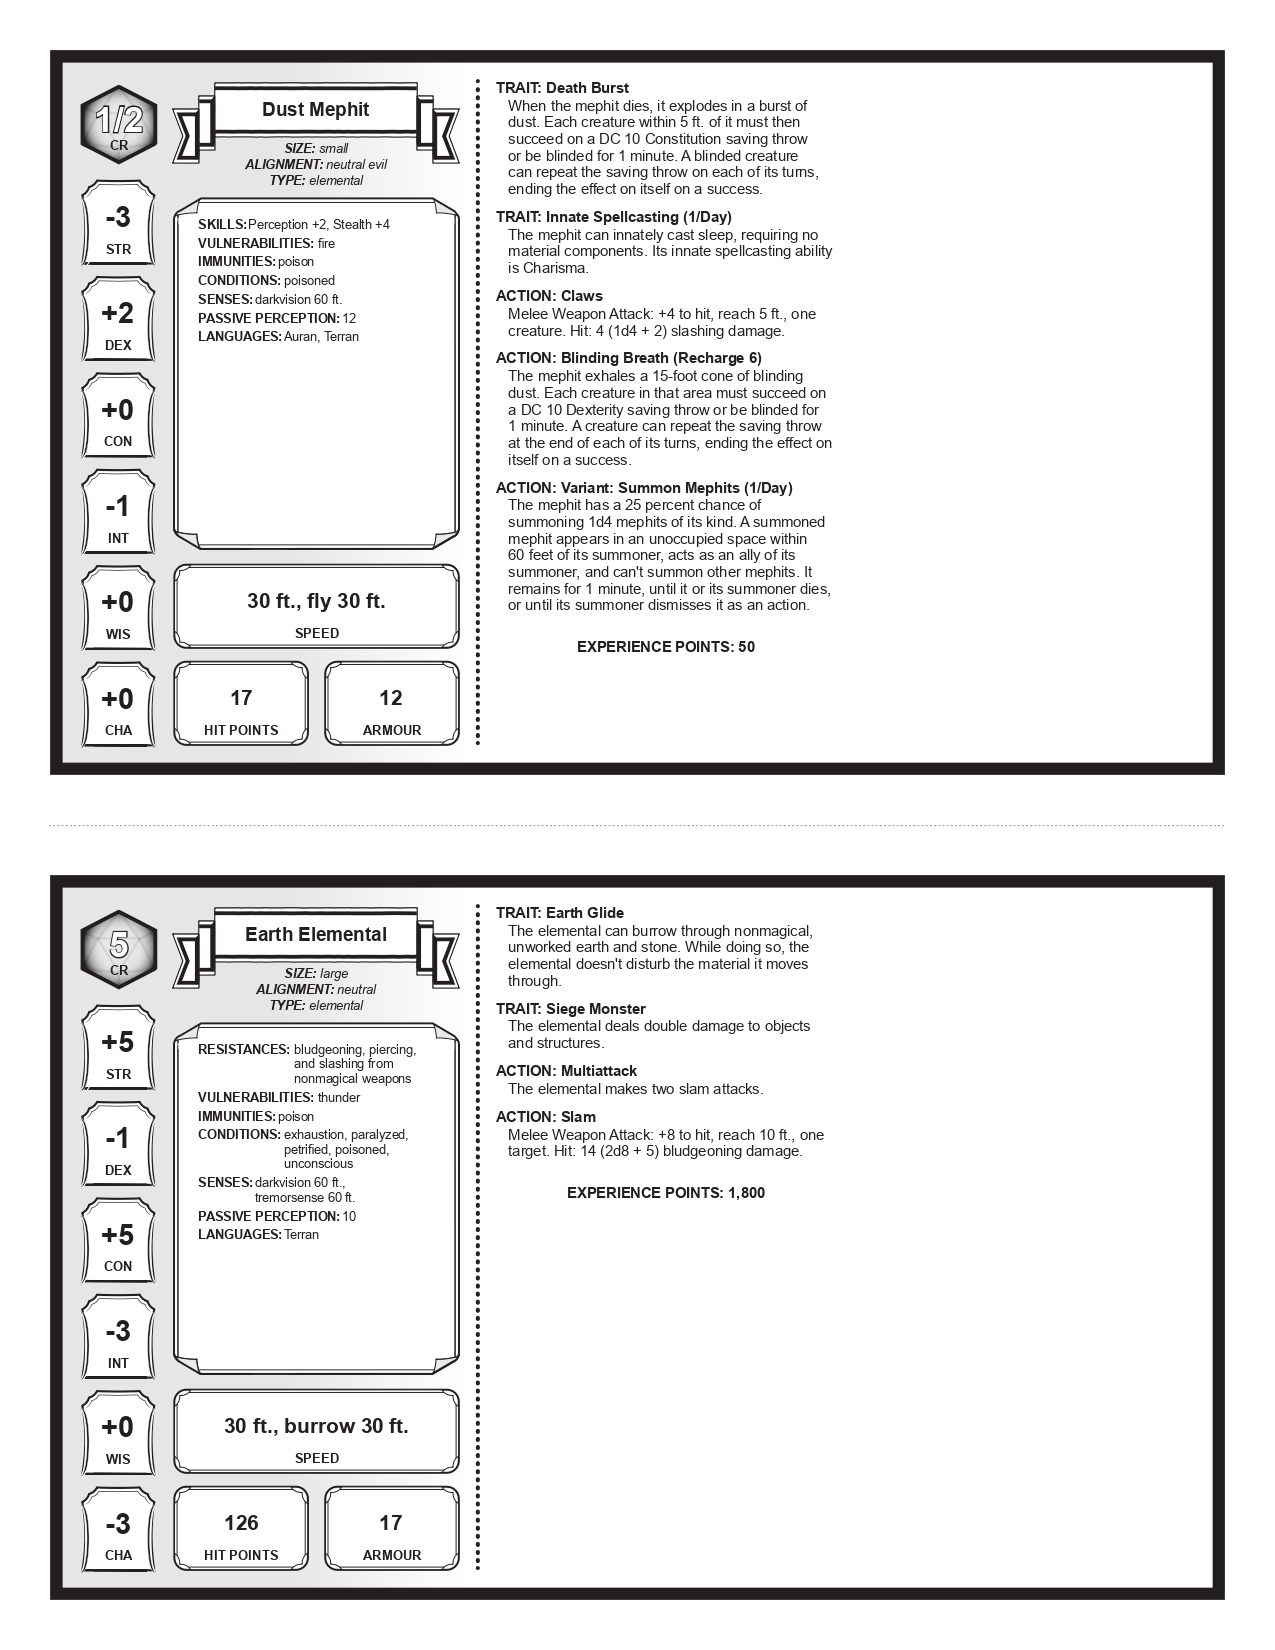 1/2
CR
Dust Mephit
SIZE: small
ALIGNMENT: neutral evil
TYPE: elemental
-3
STR
+2
DEX
+0
CON
-1
INT
+0
WIS
+0
CHA
SKILLS: Perception +2, Stealth +4
VULNERABILITIES: fire
IMMUNITIES: poison
CONDITIONS: poisoned
SENSES: darkvision 60 ft.
PASSIVE PERCEPTION: 12
LANGUAGES: Auran, Terran
30 ft., fly 30 ft.
SPEED
17
HIT POINTS
12
ARMOUR
TRAIT: Death Burst
When the mephit dies, it explodes in a burst of
dust. Each creature within 5 ft. of it must then
succeed on a DC 10 Constitution saving throw
or be blinded for 1 minute. A blinded creature
can repeat the saving throw on each of its turns,
ending the effect on itself on a success.
TRAIT: Innate Spellcasting (1/Day)
The mephit can innately cast sleep, requiring no
material components. Its innate spellcasting ability
is Charisma.
ACTION: Claws
Melee Weapon Attack: +4 to hit, reach 5 ft., one
creature. Hit: 4 (1d4 + 2) slashing damage.
ACTION: Blinding Breath (Recharge 6)
The mephit exhales a 15-foot cone of blinding
dust. Each creature in that area must succeed on
a DC 10 Dexterity saving throw or be blinded for
1 minute. A creature can repeat the saving throw
at the end of each of its turns, ending the effect on
itself on a success.
ACTION: Variant: Summon Mephits (1/Day)
The mephit has a 25 percent chance of
summoning 1d4 mephits of its kind. A summoned
mephit appears in an unoccupied space within
60 feet of its summoner, acts as an ally of its
summoner, and can't summon other mephits. It
remains for 1 minute, until it or its summoner dies,
or until its summoner dismisses it as an action.
EXPERIENCE POINTS: 50
5
CR
Earth Elemental
SIZE: large
ALIGNMENT: neutral
TYPE: elemental
+5
STR
-1
DEX
+5
CON
-3
INT
+0
WIS
-3
CHA
RESISTANCES: bludgeoning, piercing,
and slashing from
nonmagical weapons
VULNERABILITIES: thunder
IMMUNITIES: poison
CONDITIONS: exhaustion, paralyzed,
petrified, poisoned,
unconscious
SENSES: darkvision 60 ft.,
tremorsense 60 ft.
PASSIVE PERCEPTION: 10
LANGUAGES: Terran
30 ft., burrow 30 ft.
SPEED
126
HIT POINTS
17
ARMOUR
TRAIT: Earth Glide
The elemental can burrow through nonmagical,
unworked earth and stone. While doing so, the
elemental doesn't disturb the material it moves
through.
TRAIT: Siege Monster
The elemental deals double damage to objects
and structures.
ACTION: Multiattack
The elemental makes two slam attacks.
ACTION: Slam
Melee Weapon Attack: +8 to hit, reach 10 ft., one
target. Hit: 14 (2d8 + 5) bludgeoning damage.
EXPERIENCE POINTS: 1,800